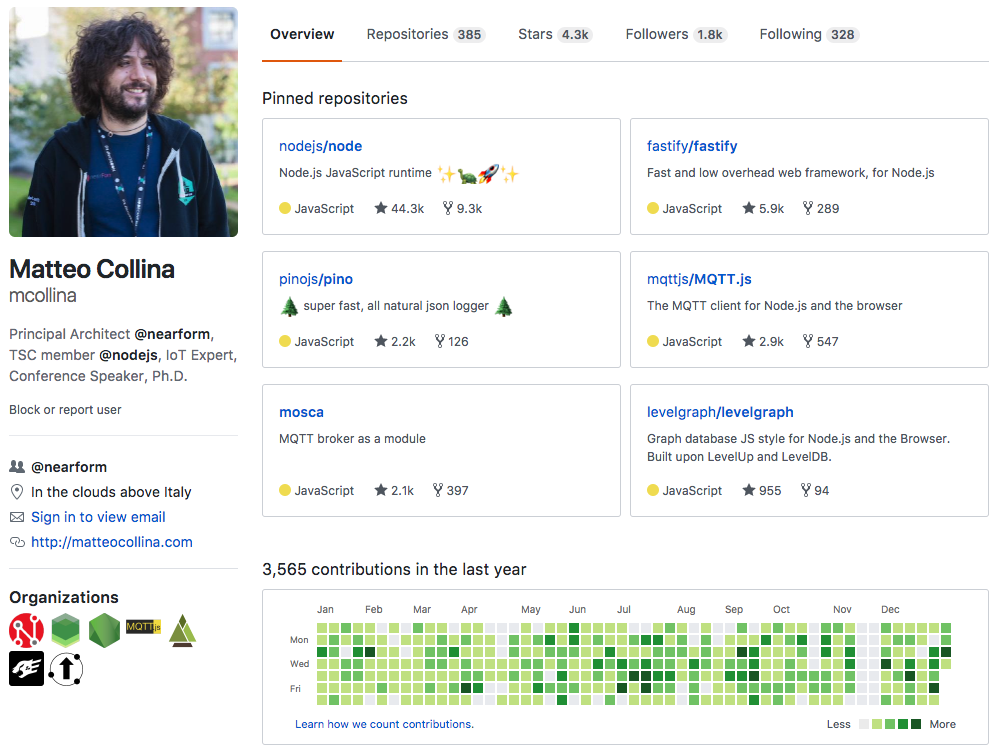 Overview Repositories 385 Stars 4.3k Followers 1.8k Following 328
Pinned repositories
nodejs/node
Node.js JavaScript runtime ✨🐢🚀✨
JavaScript 44.3k 9.3k
fastify/fastify
Fast and low overhead web framework, for Node.js
JavaScript 5.9k 289
pinojs/pino
🌲 super fast, all natural json logger 🌲
JavaScript 2.2k 126
mqttjs/MQTT.js
The MQTT client for Node.js and the browser
JavaScript 2.9k 547
mosca
MQTT broker as a module
JavaScript 2.1k 397
levelgraph/levelgraph
Graph database JS style for Node.js and the Browser.
Built upon LevelUp and LevelDB.
JavaScript 955 94
Matteo Collina
mcollina
Principal Architect @nearform,
TSC member @nodejs, IoT Expert,
Conference Speaker, Ph.D.
Block or report user
@nearform
In the clouds above Italy
Sign in to view email
http://matteocollina.com
Organizations
MQTTjs
3,565 contributions in the last year
Jan Feb Mar Apr May Jun Jul Aug Sep Oct Nov Dec
Mon
Wed
Fri
Learn how we count contributions.
Less More